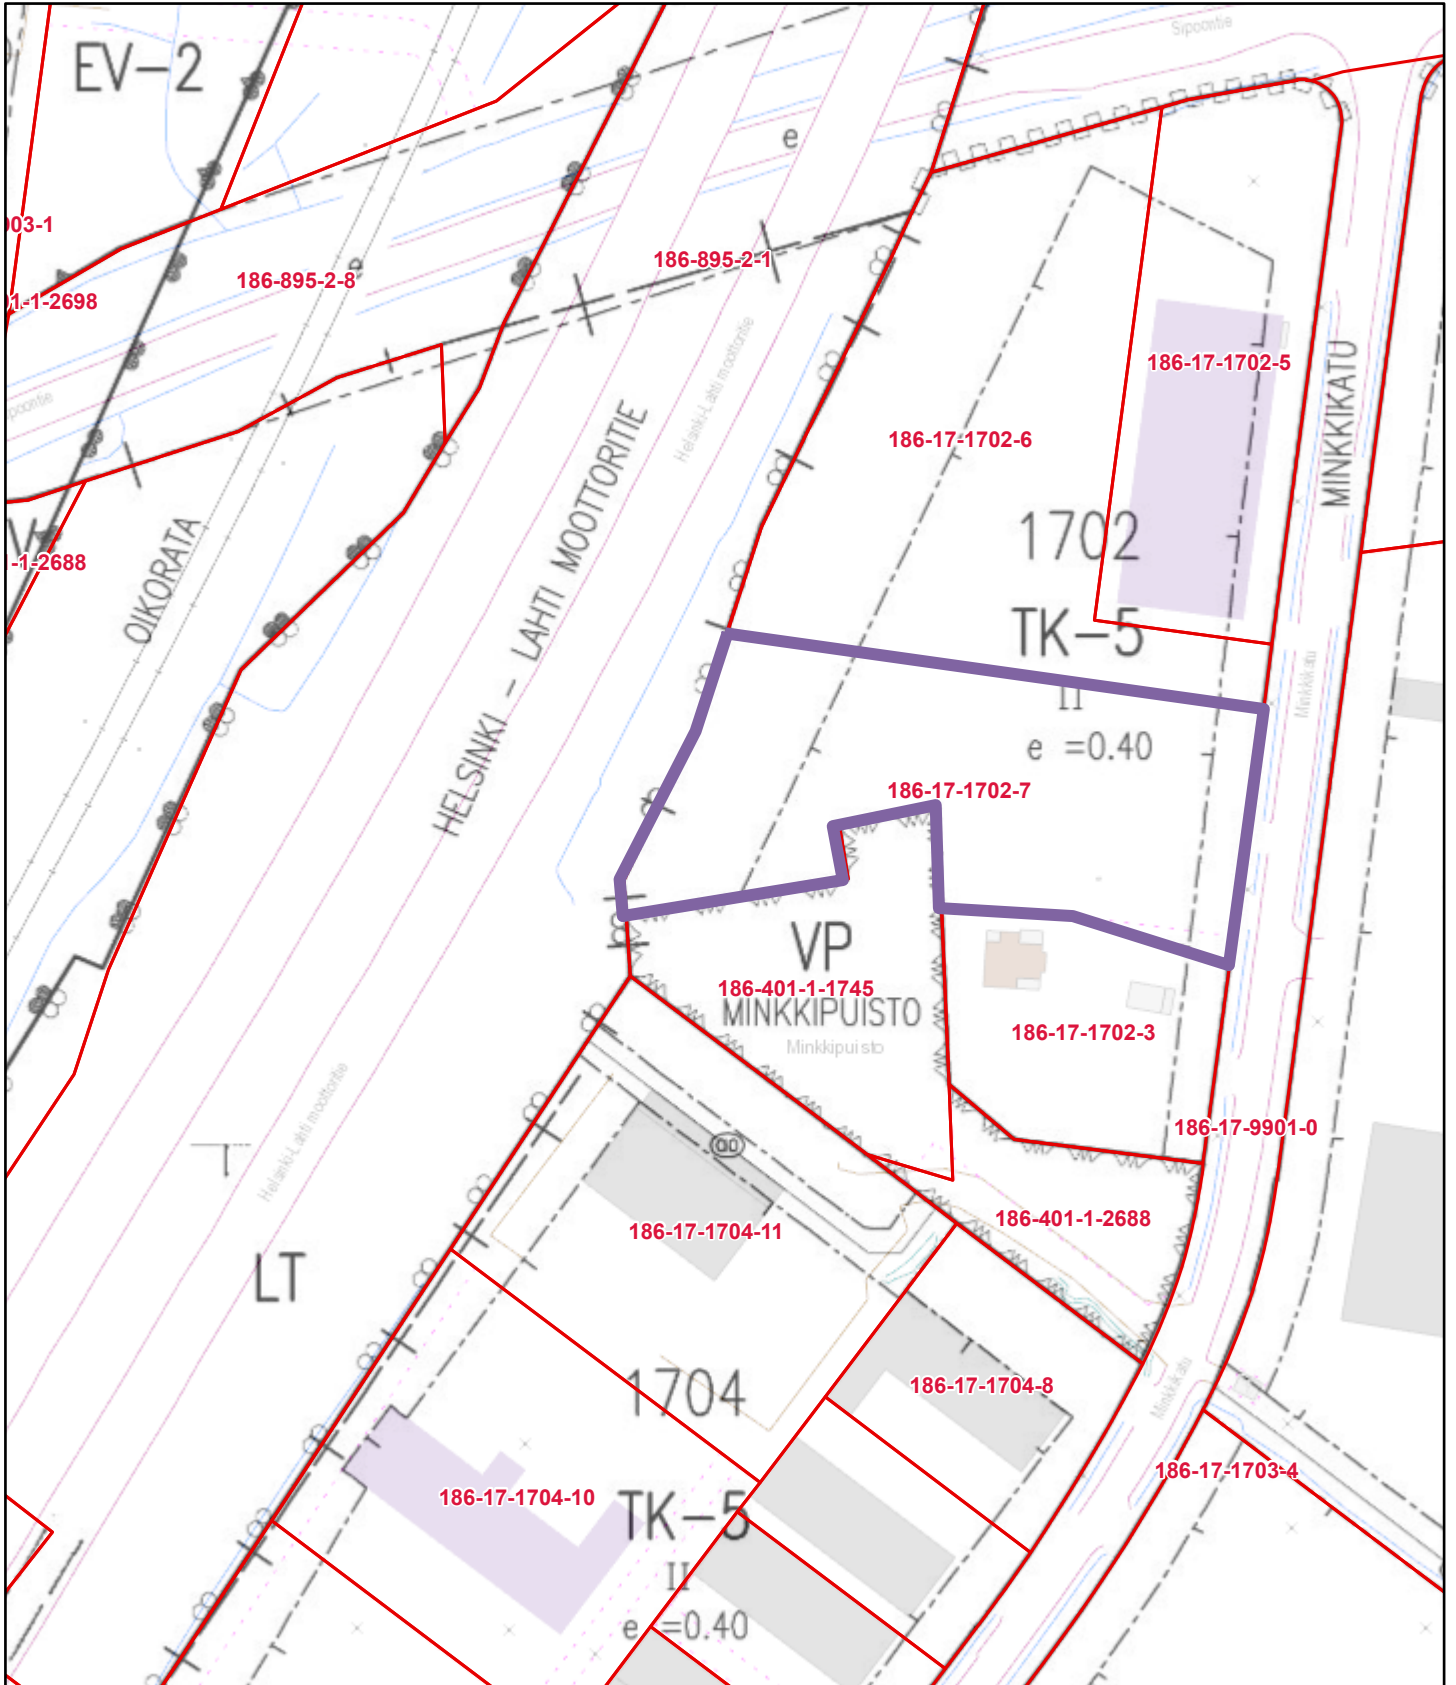 Sipoontie
EV-2
e
003-1
186-895-2-1
186-895-2-8
e
1-1-2698
186-17-1702-5
MINKKIKATU
Helsinki-Lahti moottoritie
poontie
186-17-1702-6
HELSINKI - LAHTI MOOTTORITIE
1702
V
-1-2688
OIKORATA
TK-5
Minkkikatu
II
e =0.40
186-17-1702-7
VP
186-401-1-1745
MINKKIPUISTO
Minkkipuisto
186-17-1702-3
Helsinki-Lahti moottoritie
186-17-9901-0
186-17-1704-11
186-401-1-2688
LT
1704
186-17-1704-8
Minkkikatu
186-17-1703-4
186-17-1704-10
TK-5
II
e =0.40